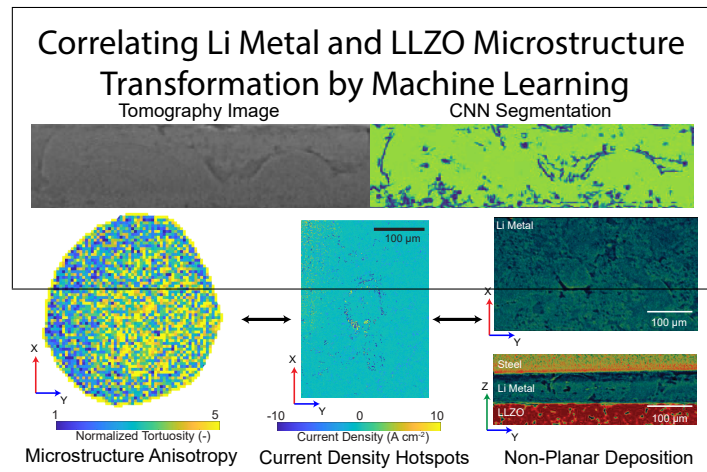 Correlating Li Metal and LLZO Microstructure
Transformation by Machine Learning
Tomography Image
CNN Segmentation
100 µm
Li Metal
X
Y
100 µm
X
Y
Steel
Li Metal
Z
100 µm
LLZO
Y
1
5
Normalized Tortuosity (-)
-10
0
10
Current Density (A cm⁻²)
Microstructure Anisotropy
Current Density Hotspots
Non-Planar Deposition